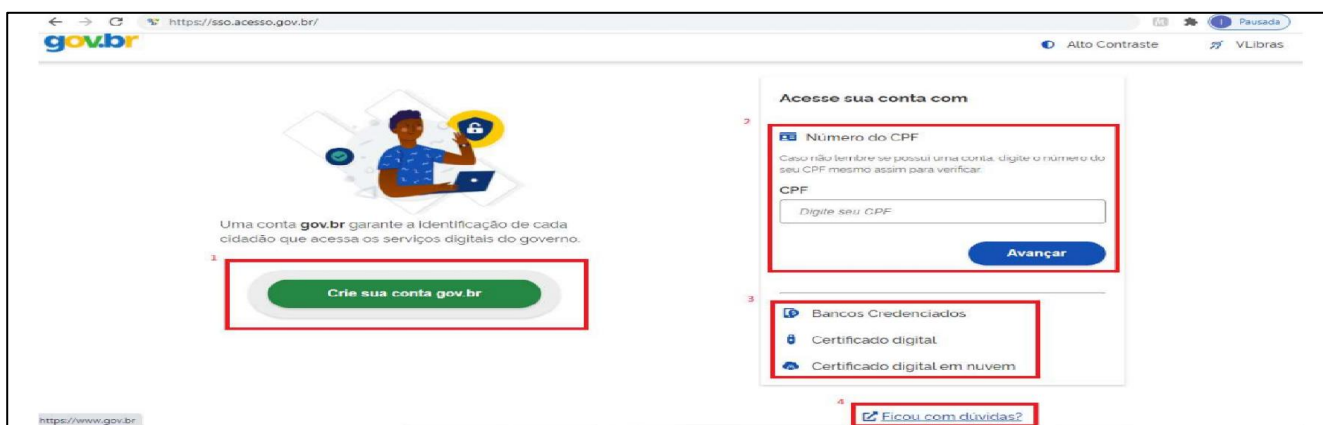 https://sso.acesso.gov.br/
Pausada
gov.br
Alto Contraste
VLibras
Uma conta gov.br garante a identificação de cada
cidadão que acessa os serviços digitais do governo.
1
Crie sua conta gov.br
Acesse sua conta com
2
Número do CPF
Caso não lembre se possui uma conta, digite o número do
seu CPF mesmo assim para verificar.
CPF
Digite seu CPF
Avançar
3
Bancos Credenciados
Certificado digital
Certificado digital em nuvem
4
Ficou com dúvidas?
https://www.gov.br